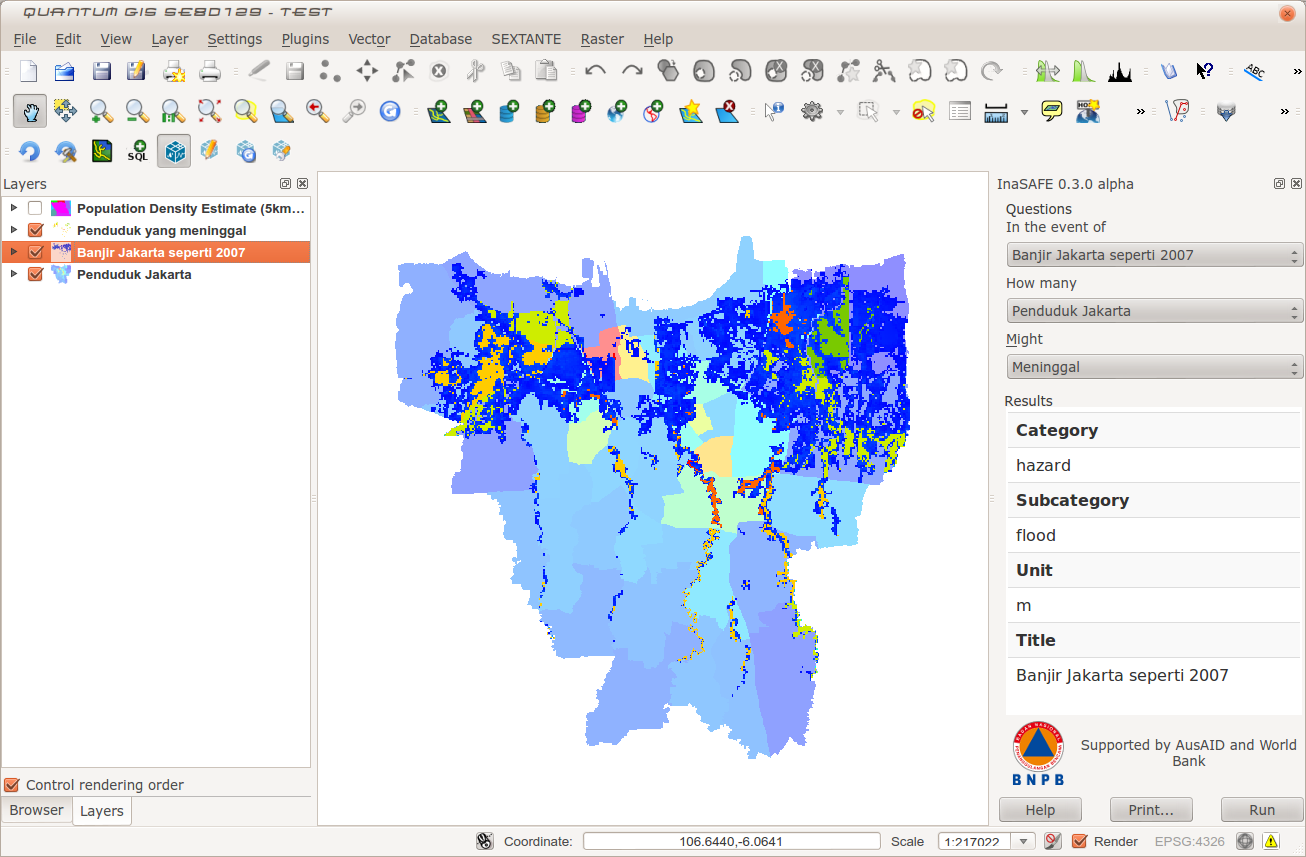 QUANTUM GIS SE8D129 - TEST
File Edit View Layer Settings Plugins Vector Database SEXTANTE Raster Help
ABC
»
HOME
»
»
SQL
Layers
Population Density Estimate (5km...
Penduduk yang meninggal
Banjir Jakarta seperti 2007
Penduduk Jakarta
Control rendering order
Browser Layers
InaSAFE 0.3.0 alpha
Questions
In the event of
Banjir Jakarta seperti 2007
How many
Penduduk Jakarta
Might
Meninggal
Results
Category
hazard
Subcategory
flood
Unit
m
Title
Banjir Jakarta seperti 2007
BNPB
Supported by AusAID and World
Bank
Help Print... Run
Coordinate: 106.6440,-6.0641 Scale 1:217022 Render EPSG:4326